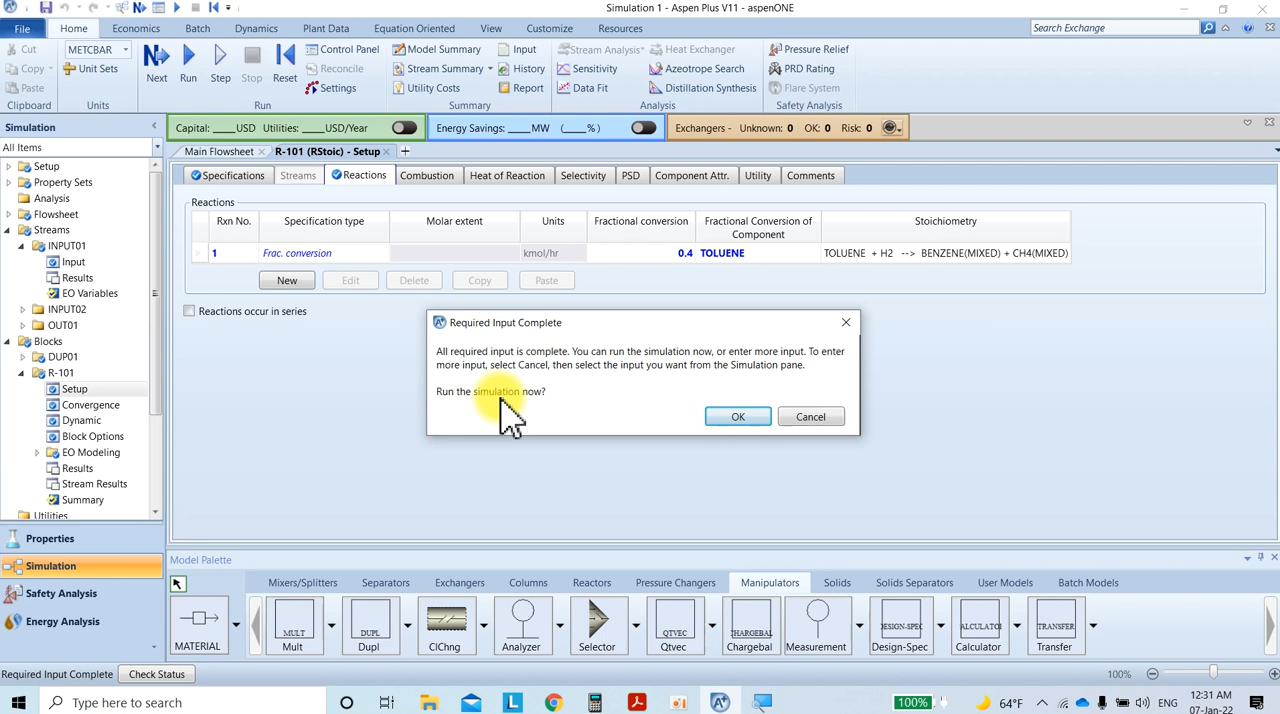 Simulation 1 - Aspen Plus V11 - aspenONE
File Home Economics Batch Dynamics Plant Data Equation Oriented View Customize Resources Search Exchange
Cut METCBAR Control Panel Model Summary Input Stream Analysis Heat Exchanger Pressure Relief
Copy Unit Sets Next Run Step Stop Reset Reconcile Stream Summary History Sensitivity Azeotrope Search PRD Rating
Paste Settings Utility Costs Report Data Fit Distillation Synthesis Flare System
Clipboard Units Run Summary Analysis Safety Analysis
Capital: ____USD Utilities: ____USD/Year Energy Savings: ____MW (____%) Exchangers - Unknown: 0 OK: 0 Risk: 0
Simulation
All Items
Setup
Property Sets
Analysis
Flowsheet
Streams
INPUT01
Input
Results
EO Variables
INPUT02
OUT01
Blocks
DUP01
R-101
Setup
Convergence
Dynamic
Block Options
EO Modeling
Results
Stream Results
Summary
Utilities
Properties
Simulation
Safety Analysis
Energy Analysis
Main Flowsheet R-101 (RStoic) - Setup
Specifications Streams Reactions Combustion Heat of Reaction Selectivity PSD Component Attr. Utility Comments
Reactions
Rxn No. Specification type Molar extent Units Fractional conversion Fractional Conversion of Component Stoichiometry
1 Frac. conversion kmol/hr 0.4 TOLUENE TOLUENE + H2 --> BENZENE(MIXED) + CH4(MIXED)
New Edit Delete Copy Paste
Reactions occur in series
Required Input Complete
All required input is complete. You can run the simulation now, or enter more input. To enter
more input, select Cancel, then select the input you want from the Simulation pane.
Run the simulation now?
OK Cancel
Model Palette
Mixers/Splitters Separators Exchangers Columns Reactors Pressure Changers Manipulators Solids Solids Separators User Models Batch Models
MULT DUPL QTVEC CHARGEBAL DESIGN-SPEC CALCULATOR TRANSFER
MATERIAL Mult Dupl ClChng Analyzer Selector Qtvec Chargebal Measurement Design-Spec Calculator Transfer
Required Input Complete Check Status 100%
Type here to search 100% 64°F ENG 12:31 AM
07-Jan-22